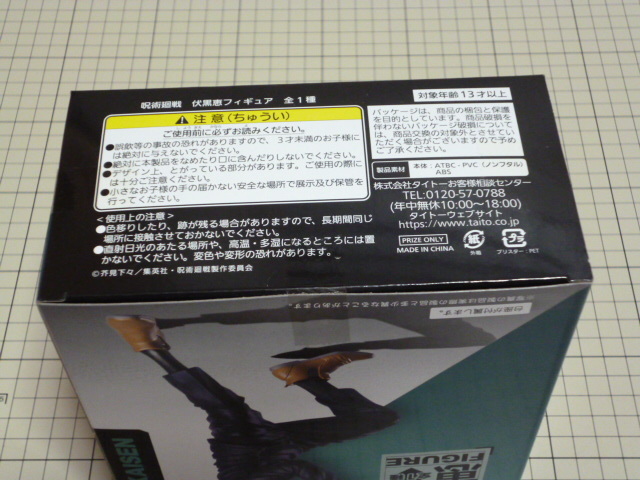 呪術廻戦 伏黒恵フィギュア 全1種
対象年齢13才以上
注意(ちゅうい)
ご使用前に必ずお読みください。
●誤飲等の事故の恐れがありますので、3才未満のお子様には絶対に与えないでください。
●絶対に本製品をなめたり口に含んだりしないでください。
●デザイン上、とがっている部分があります。ご使用の際には十分ご注意ください。
●小さなお子様の手の届かない安全な場所で展示及び保管を行ってください。
<使用上の注意>
●色移りしたり、跡が残る場合がありますので、長期間同じ
場所に接触させておかないでください。
●直射日光のあたる場所や、高温・多湿になるところには置
かないでください。変色や変形の恐れがあります。
©芥見下々/集英社・呪術廻戦製作委員会
パッケージは、商品の梱包と保護
を目的としています。商品破損を
伴わないパッケージ破損については、
商品交換の対象外とさせていただく場合がございますので予め
ご了承ください。
製品素材 本体:ATBC-PVC(ノンフタル)
ABS
株式会社タイトーお客様相談センター
TEL:0120-57-0788
(年中無休10:00～18:00)
タイトーウェブサイト
https://www.taito.co.jp
PRIZE ONLY
MADE IN CHINA
紙
外箱
プラ
ブリスター:PET
台座が付属します。
KAISEN
FIGURE
恵